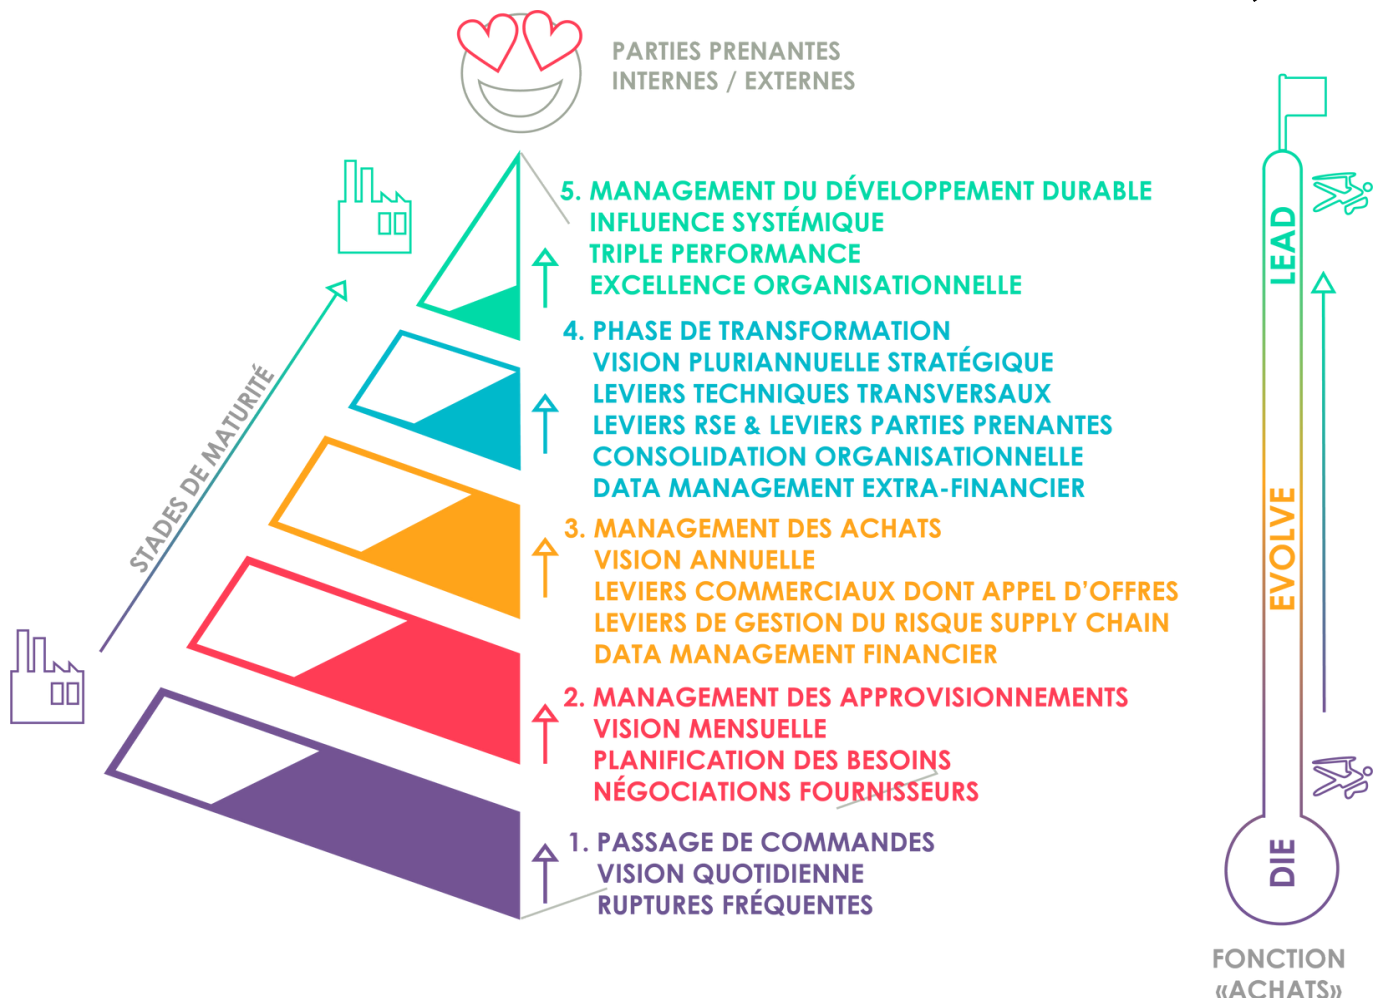 PARTIES PRENANTES
INTERNES / EXTERNES
5. MANAGEMENT DU DÉVELOPPEMENT DURABLE
INFLUENCE SYSTÉMIQUE
TRIPLE PERFORMANCE
EXCELLENCE ORGANISATIONNELLE
4. PHASE DE TRANSFORMATION
VISION PLURIANNUELLE STRATÉGIQUE
LEVIERS TECHNIQUES TRANSVERSAUX
LEVIERS RSE & LEVIERS PARTIES PRENANTES
CONSOLIDATION ORGANISATIONNELLE
DATA MANAGEMENT EXTRA-FINANCIER
3. MANAGEMENT DES ACHATS
VISION ANNUELLE
LEVIERS COMMERCIAUX DONT APPEL D’OFFRES
LEVIERS DE GESTION DU RISQUE SUPPLY CHAIN
DATA MANAGEMENT FINANCIER
2. MANAGEMENT DES APPROVISIONNEMENTS
VISION MENSUELLE
PLANIFICATION DES BESOINS
NÉGOCIATIONS FOURNISSEURS
1. PASSAGE DE COMMANDES
VISION QUOTIDIENNE
RUPTURES FRÉQUENTES
STADES DE MATURITÉ
LEAD
EVOLVE
DIE
FONCTION
«ACHATS»